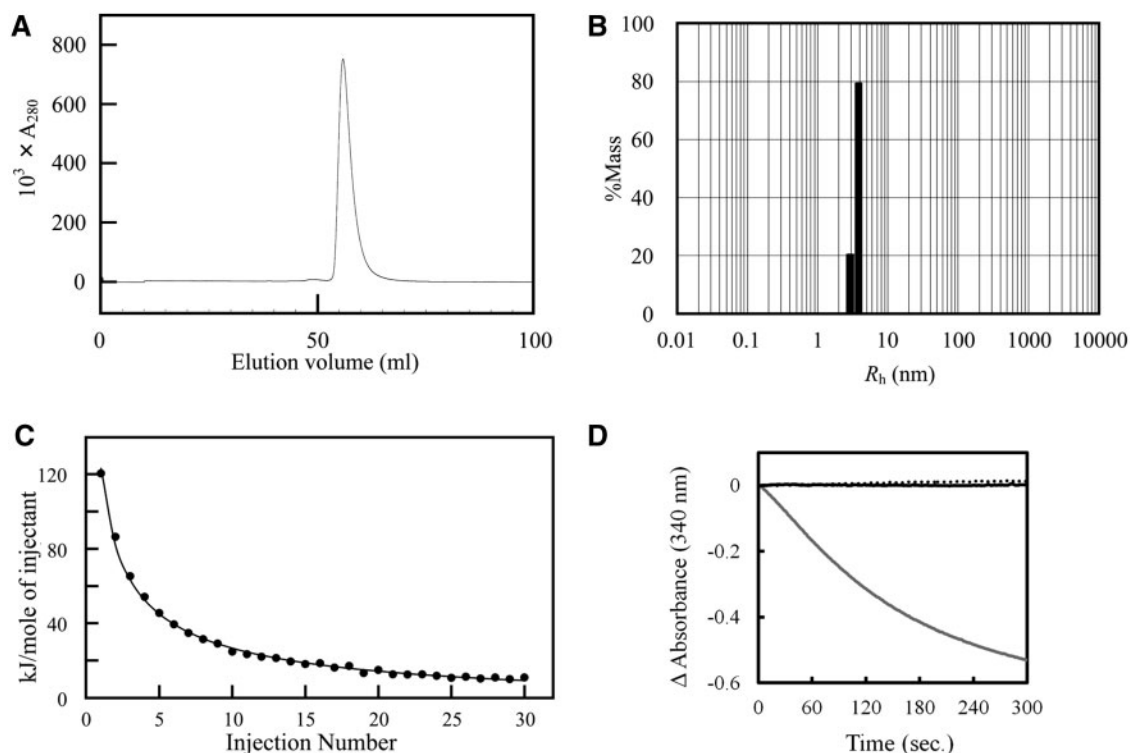 A
800
600
400
200
0
10³ × A₂₈₀
0 50 100
Elution volume (ml)
B
100
80
60
40
20
0
%Mass
0.01 0.1 1 10 100 1000 10000
Rₕ (nm)
C
120
80
40
0
kJ/mole of injectant
0 5 10 15 20 25 30
Injection Number
D
0
-0.2
-0.4
-0.6
Δ Absorbance (340 nm)
0 60 120 180 240 300
Time (sec.)